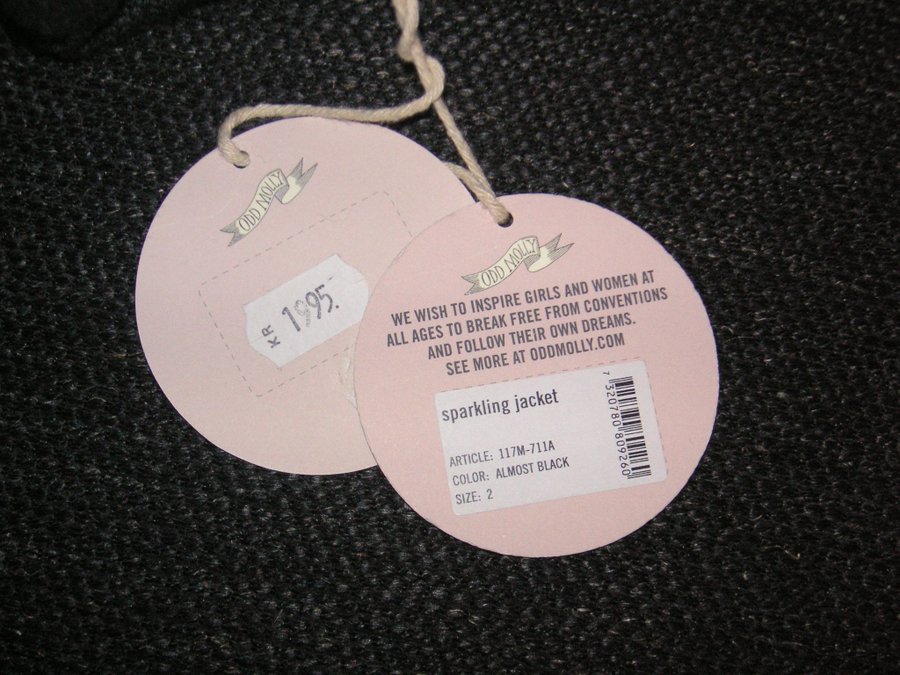 ODD MOLLY
KR 1995.-
ODD MOLLY
WE WISH TO INSPIRE GIRLS AND WOMEN AT
ALL AGES TO BREAK FREE FROM CONVENTIONS
AND FOLLOW THEIR OWN DREAMS.
SEE MORE AT ODDMOLLY.COM
sparkling jacket
ARTICLE: 117M-711A
COLOR: ALMOST BLACK
SIZE: 2
7 320780 809260